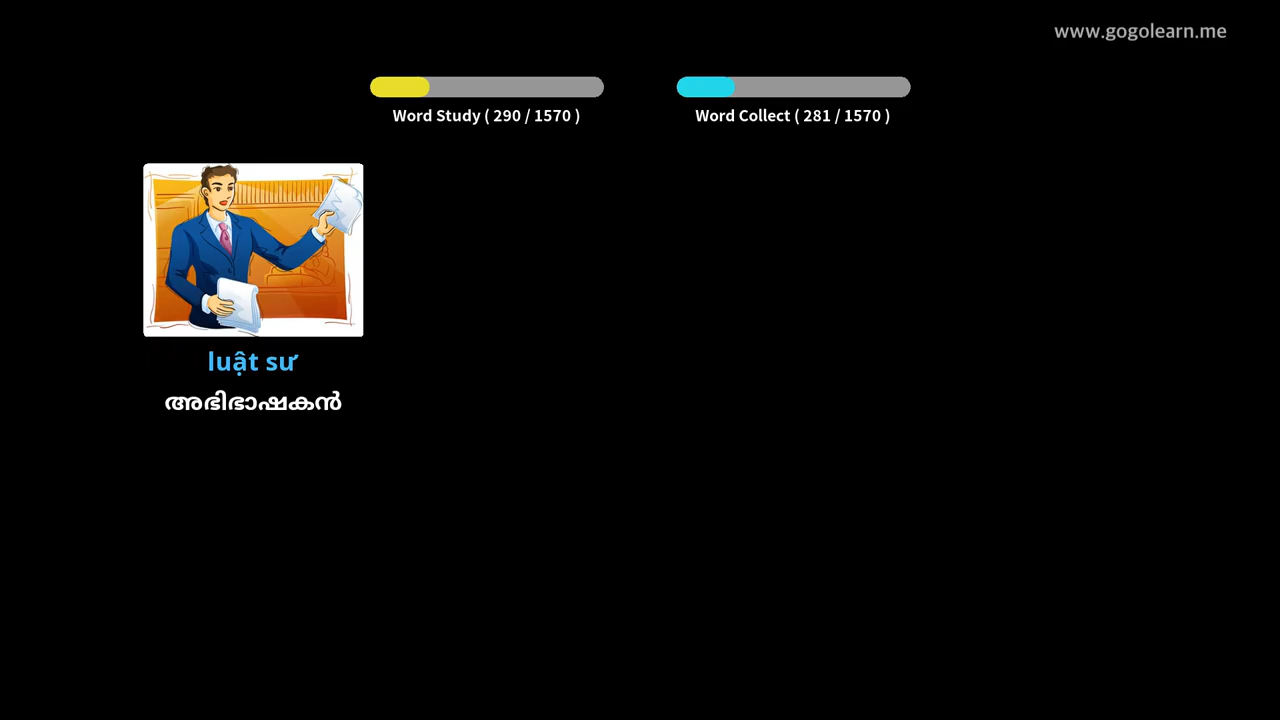 www.gogolearn.me
Word Study ( 290 / 1570 )
Word Collect ( 281 / 1570 )
luật sư
അഭിഭാഷകൻ